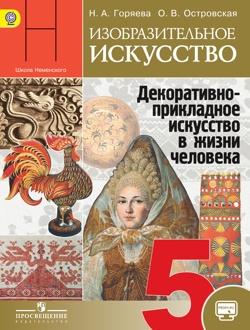 Н. А. Горяева О. В. Островская
Школа Неменского
ИЗОБРАЗИТЕЛЬНОЕ
ИСКУССТВО
Декоративно-
прикладное
искусство
в жизни
человека
5
ПРОСВЕЩЕНИЕ
ИЗДАТЕЛЬСТВО